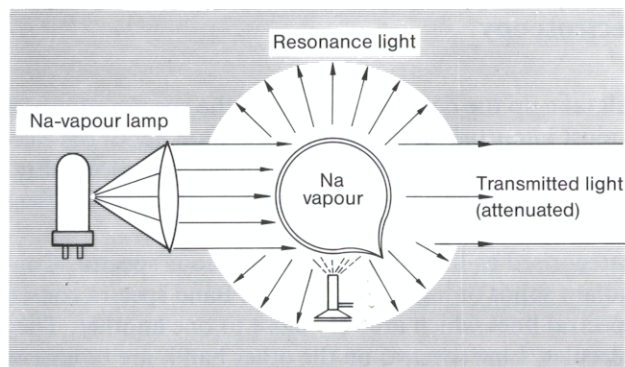 Resonance light
Na-vapour lamp
Na
vapour
Transmitted light
(attenuated)